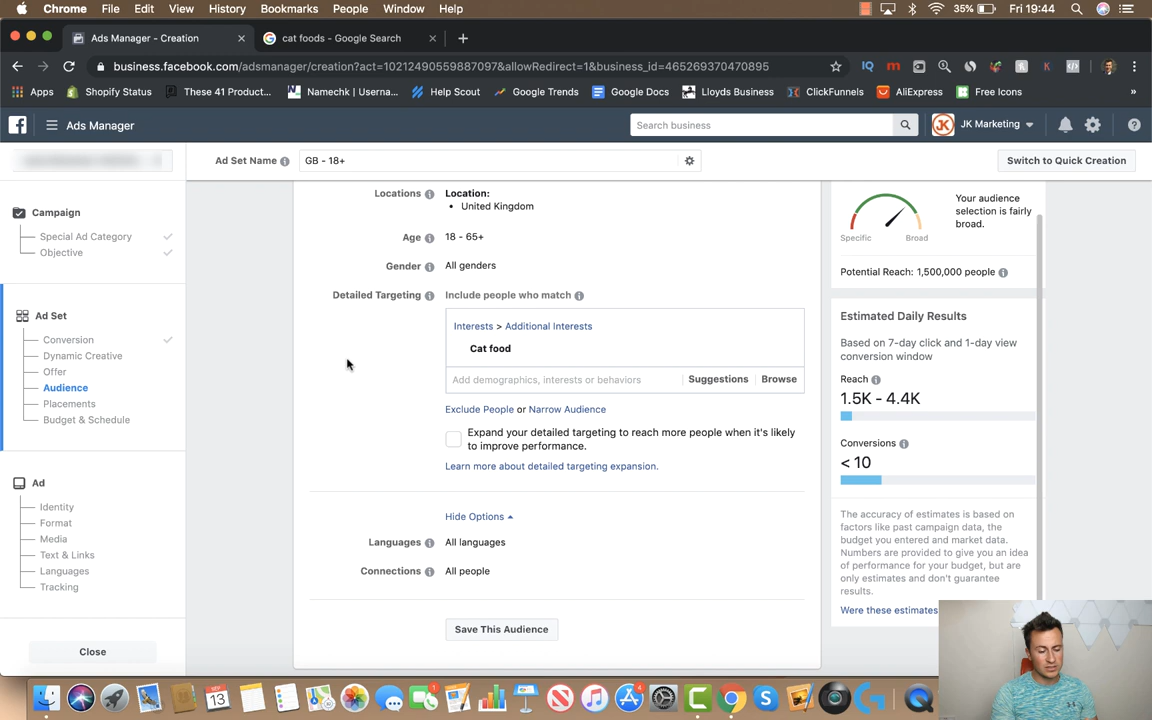 Chrome File Edit View History Bookmarks People Window Help 35% Fri 19:44
Ads Manager - Creation cat foods - Google Search
business.facebook.com/adsmanager/creation?act=10212490559887097&allowRedirect=1&business_id=465269370470895
Apps Shopify Status These 41 Product... Namechk | Userna... Help Scout Google Trends Google Docs Lloyds Business ClickFunnels AliExpress Free Icons »
Ads Manager Search business JK Marketing
Ad Set Name GB - 18+ Switch to Quick Creation
Campaign
Special Ad Category
Objective
Ad Set
Conversion
Dynamic Creative
Offer
Audience
Placements
Budget & Schedule
Ad
Identity
Format
Media
Text & Links
Languages
Tracking
Close
Locations Location:
• United Kingdom
Age 18 - 65+
Gender All genders
Detailed Targeting Include people who match
Interests > Additional Interests
Cat food
Add demographics, interests or behaviors Suggestions Browse
Exclude People or Narrow Audience
Expand your detailed targeting to reach more people when it's likely
to improve performance.
Learn more about detailed targeting expansion.
Hide Options
Languages All languages
Connections All people
Save This Audience
Your audience
selection is fairly
broad.
Specific Broad
Potential Reach: 1,500,000 people
Estimated Daily Results
Based on 7-day click and 1-day view
conversion window
Reach
1.5K - 4.4K
Conversions
< 10
The accuracy of estimates is based on
factors like past campaign data, the
budget you entered and market data.
Numbers are provided to give you an idea
of performance for your budget, but are
only estimates and don't guarantee
results.
Were these estimates